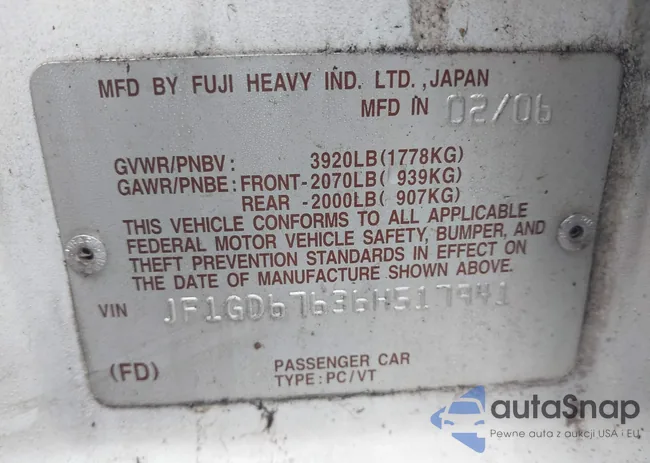 MFD BY FUJI HEAVY IND. LTD.,JAPAN
MFD IN 02/06
GVWR/PNBV: 3920LB(1778KG)
GAWR/PNBE: FRONT-2070LB( 939KG)
REAR -2000LB( 907KG)
THIS VEHICLE CONFORMS TO ALL APPLICABLE
FEDERAL MOTOR VEHICLE SAFETY, BUMPER, AND
THEFT PREVENTION STANDARDS IN EFFECT ON
THE DATE OF MANUFACTURE SHOWN ABOVE.
VIN JF1GD67636H517941
(FD) PASSENGER CAR
TYPE:PC/VT
autaSnap
Pewne auta z aukcji USA i EU